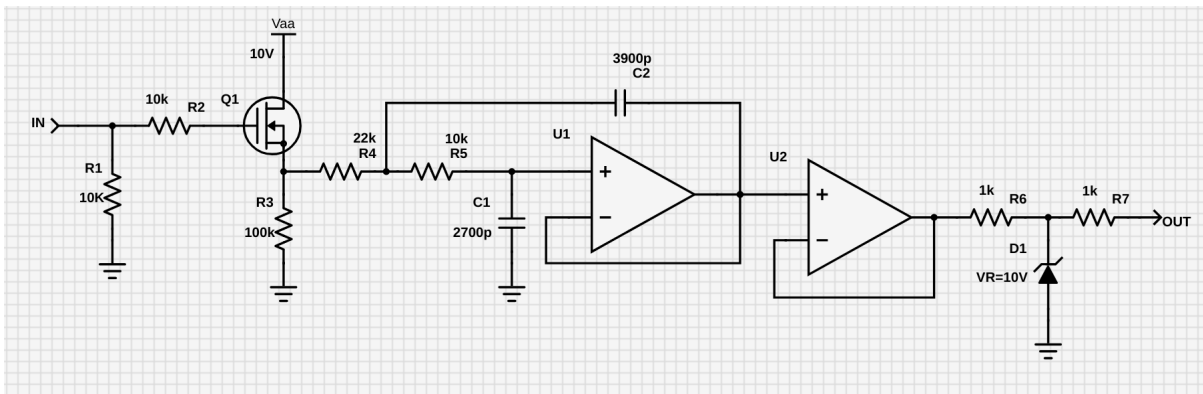 Vaa
10V
IN
10k
R2
Q1
R1
10K
R3
100k
22k
R4
10k
R5
3900p
C2
C1
2700p
U1
+
−
U2
+
−
1k
R6
1k
R7
OUT
D1
VR=10V